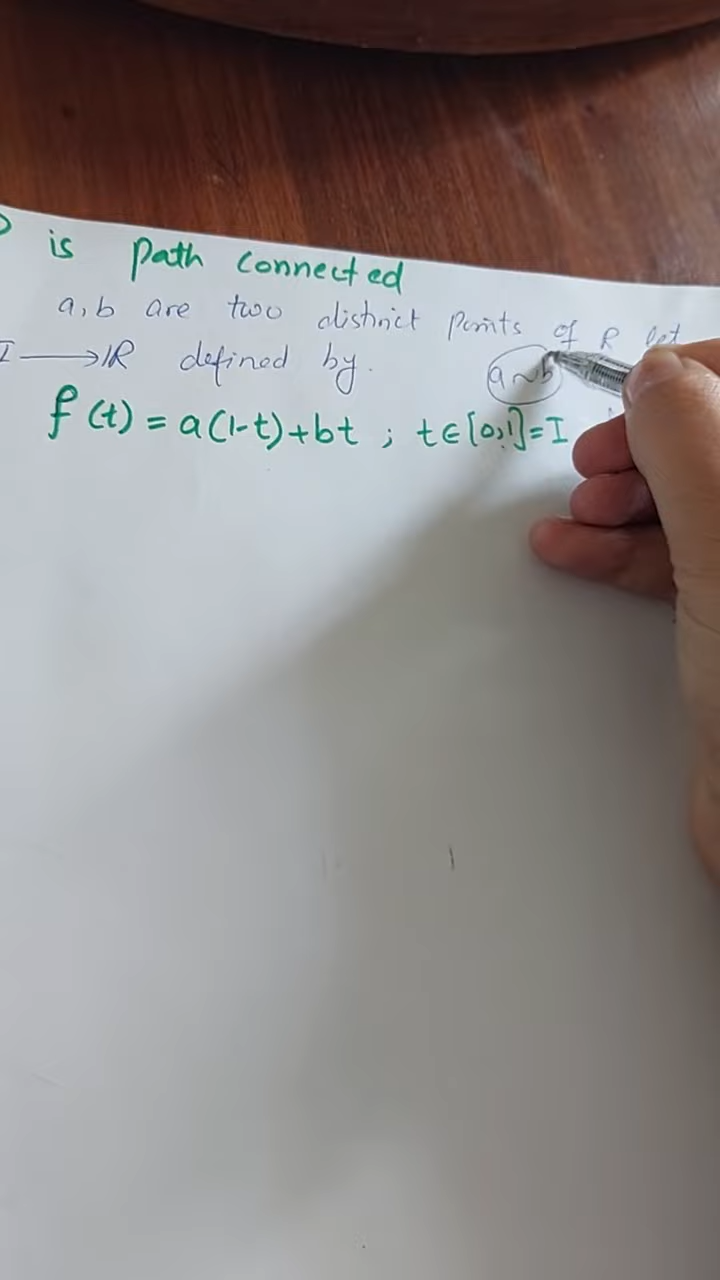 is Path connected
a,b are two distinct points of R let
I ⟶ IR defined by.
a ~ b
f(t) = a(1-t)+bt ; t∈[0,1]=I